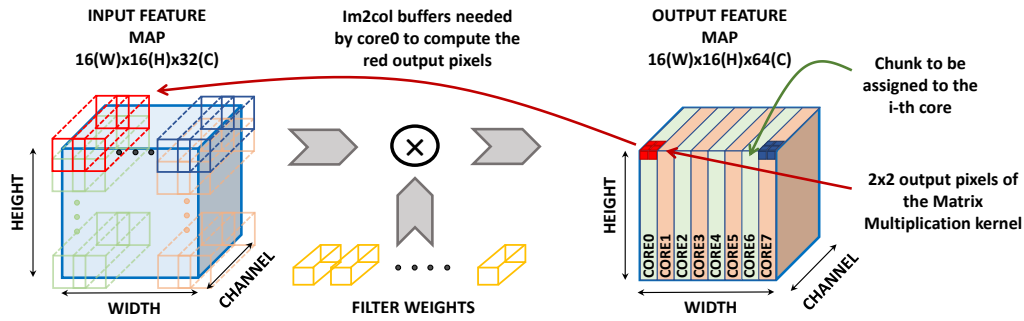 INPUT FEATURE
MAP
16(W)x16(H)x32(C)
Im2col buffers needed
by core0 to compute the
red output pixels
OUTPUT FEATURE
MAP
16(W)x16(H)x64(C)
Chunk to be
assigned to the
i-th core
2x2 output pixels of
the Matrix
Multiplication kernel
HEIGHT
WIDTH
CHANNEL
FILTER WEIGHTS
HEIGHT
CORE0
CORE1
CORE2
CORE3
CORE4
CORE5
CORE6
CORE7
WIDTH
CHANNEL